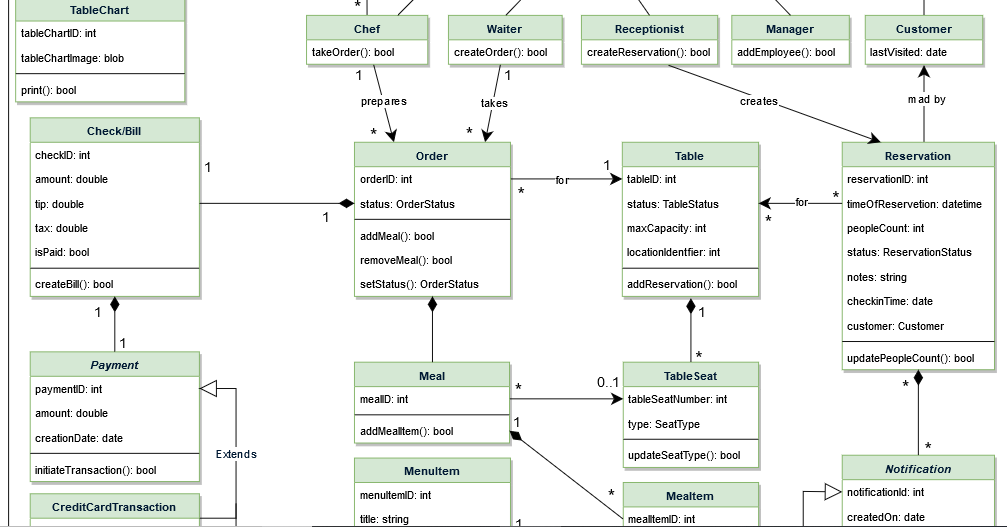 TableChart
tableChartID: int
tableChartImage: blob
print(): bool
*
Chef
takeOrder(): bool
Waiter
createOrder(): bool
Receptionist
createReservation(): bool
Manager
addEmployee(): bool
Customer
lastVisited: date
1
prepares
*
1
takes
*
creates
mad by
Check/Bill
checkID: int
amount: double
tip: double
tax: double
isPaid: bool
createBill(): bool
1
1
Order
orderID: int
status: OrderStatus
addMeal(): bool
removeMeal(): bool
setStatus(): OrderStatus
for
1
*
Table
tableID: int
status: TableStatus
maxCapacity: int
locationIdentfier: int
addReservation(): bool
for
*
*
Reservation
reservationID: int
timeOfReservetion: datetime
peopleCount: int
status: ReservationStatus
notes: string
checkinTime: date
customer: Customer
updatePeopleCount(): bool
1
1
Payment
paymentID: int
amount: double
creationDate: date
initiateTransaction(): bool
Extends
CreditCardTransaction
Meal
mealID: int
addMealItem(): bool
*
0..1
1
*
1
*
TableSeat
tableSeatNumber: int
type: SeatType
updateSeatType(): bool
*
*
MenuItem
menuItemID: int
title: string
1
MeaItem
mealItemID: int
Notification
notificationId: int
createdOn: date